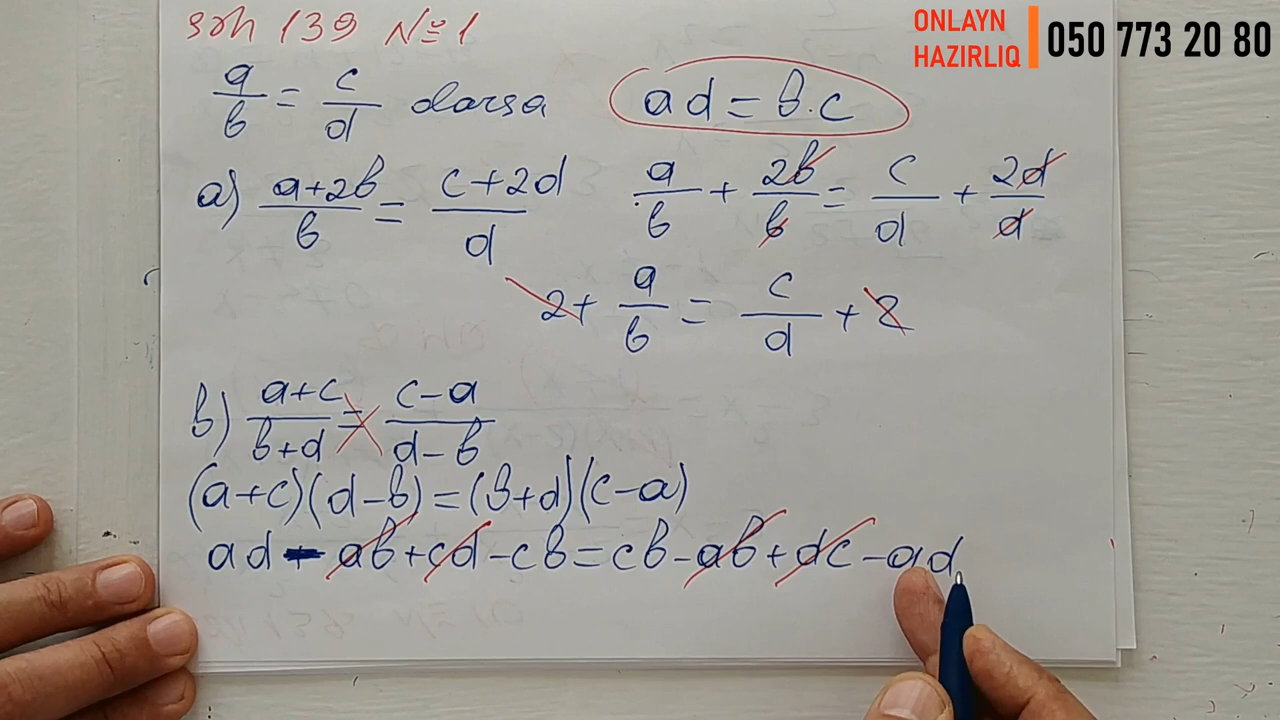 səh 139 №1
ONLAYN HAZIRLIQ | 050 773 20 80
a/b = c/d olarsa ad = b.c
a) (a+2b)/b = (c+2d)/d a/b + 2b/b = c/d + 2d/d
2 + a/b = c/d + 2
b) (a+c)/(b+d) = (c-a)/(d-b)
(a+c)(d-b)=(b+d)(c-a)
ad - ab + cd - cb = cb - ab + dc - ad